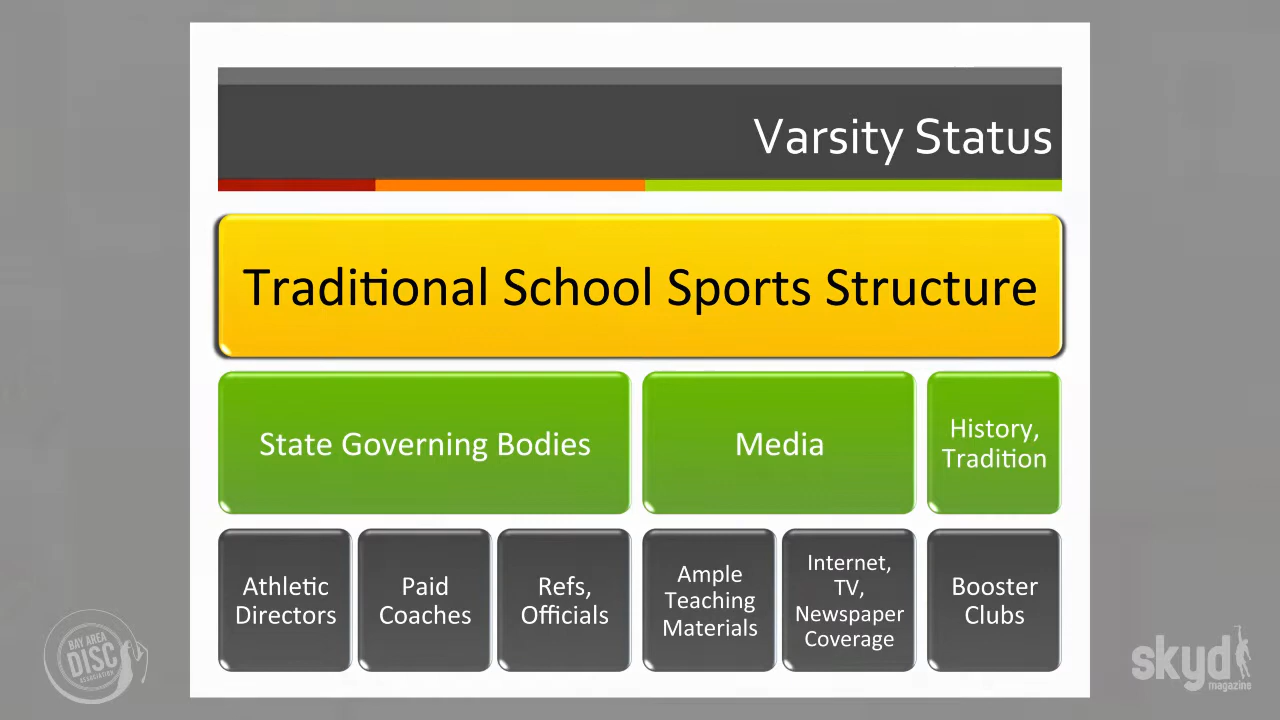 Varsity Status
Traditional School Sports Structure
State Governing Bodies
Media
History,
Tradition
Athletic
Directors
Paid
Coaches
Refs,
Officials
Ample
Teaching
Materials
Internet,
TV,
Newspaper
Coverage
Booster
Clubs
BAY AREA
DISC
ASSOCIATION
skyd
magazine